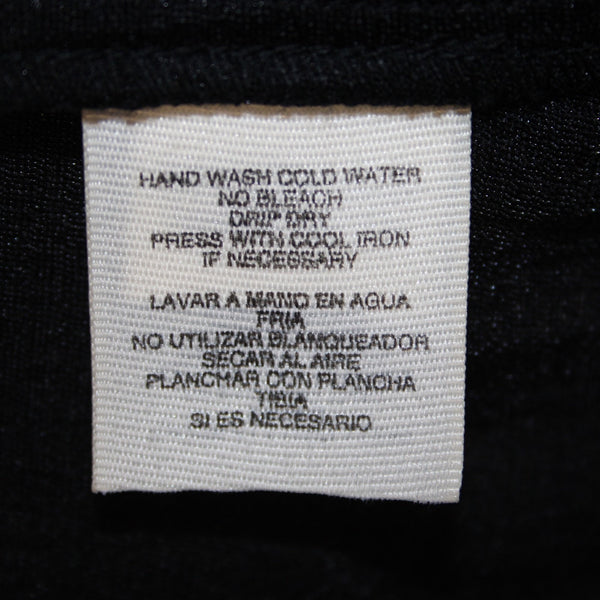 HAND WASH COLD WATER
NO BLEACH
DRIP DRY
PRESS WITH COOL IRON
IF NECESSARY
LAVAR A MANO EN AGUA
FRIA
NO UTILIZAR BLANQUEADOR
SECAR AL AIRE
PLANCHAR CON PLANCHA
TIBIA
SI ES NECESARIO